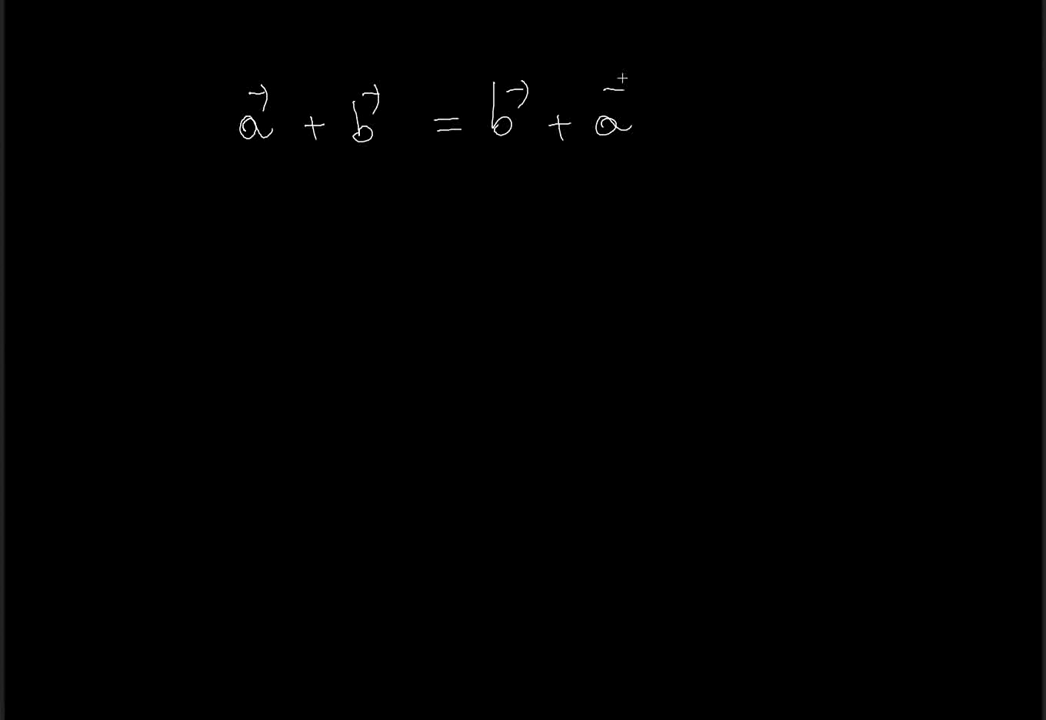 a⃗ + b⃗ = b⃗ + a⃗